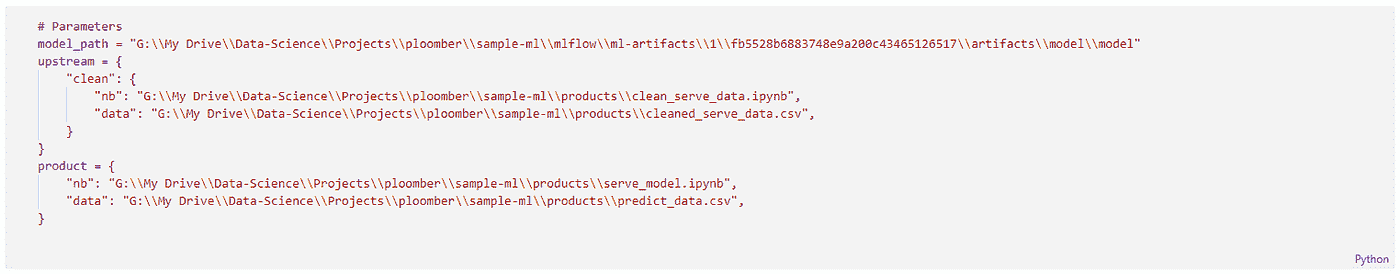 # Parameters
model_path = "G:\\My Drive\\Data-Science\\Projects\\ploomber\\sample-ml\\mlflow\\ml-artifacts\\1\\fb5528b6883748e9a200c43465126517\\artifacts\\model\\model"
upstream = {
    "clean": {
        "nb": "G:\\My Drive\\Data-Science\\Projects\\ploomber\\sample-ml\\products\\clean_serve_data.ipynb",
        "data": "G:\\My Drive\\Data-Science\\Projects\\ploomber\\sample-ml\\products\\cleaned_serve_data.csv",
    }
}
product = {
    "nb": "G:\\My Drive\\Data-Science\\Projects\\ploomber\\sample-ml\\products\\serve_model.ipynb",
    "data": "G:\\My Drive\\Data-Science\\Projects\\ploomber\\sample-ml\\products\\predict_data.csv",
}
Python